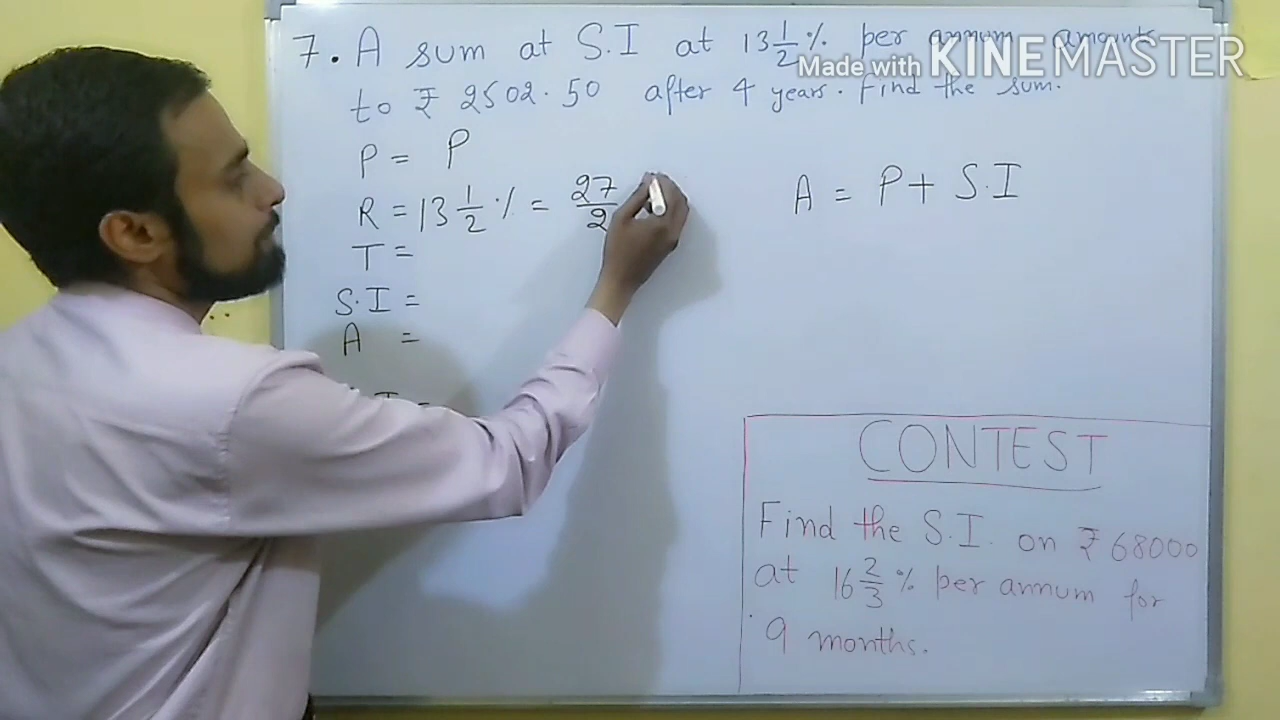 7. A sum at S.I at 13 1/2 % per annum amounts
to ₹ 2502.50 after 4 years. Find the sum.
Made with KINEMASTER
P = P
R = 13 1/2 % = 27/2
T =
S.I =
A =
A = P + S.I
CONTEST
Find the S.I. on ₹ 68000
at 16 2/3 % per annum for
9 months.